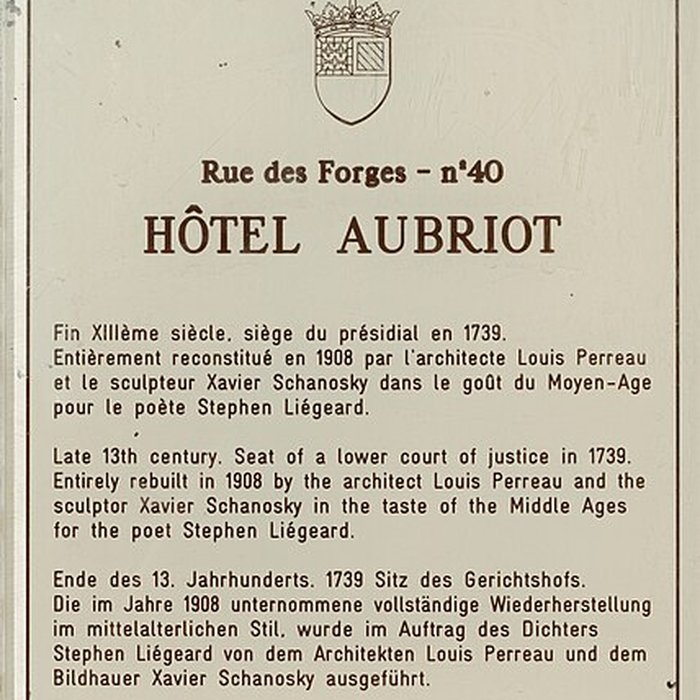 Rue des Forges - n°40
HÔTEL AUBRIOT
Fin XIIIème siècle, siège du présidial en 1739.
Entièrement reconstitué en 1908 par l'architecte Louis Perreau
et le sculpteur Xavier Schanosky dans le goût du Moyen-Age
pour le poète Stephen Liégeard.
Late 13th century. Seat of a lower court of justice in 1739.
Entirely rebuilt in 1908 by the architect Louis Perreau and the
sculptor Xavier Schanosky in the taste of the Middle Ages
for the poet Stephen Liégeard.
Ende des 13. Jahrhunderts. 1739 Sitz des Gerichtshofs.
Die im Jahre 1908 unternommene vollständige Wiederherstellung
im mittelalterlichen Stil, wurde im Auftrag des Dichters
Stephen Liégeard von dem Architekten Louis Perreau und dem
Bildhauer Xavier Schanosky ausgeführt.